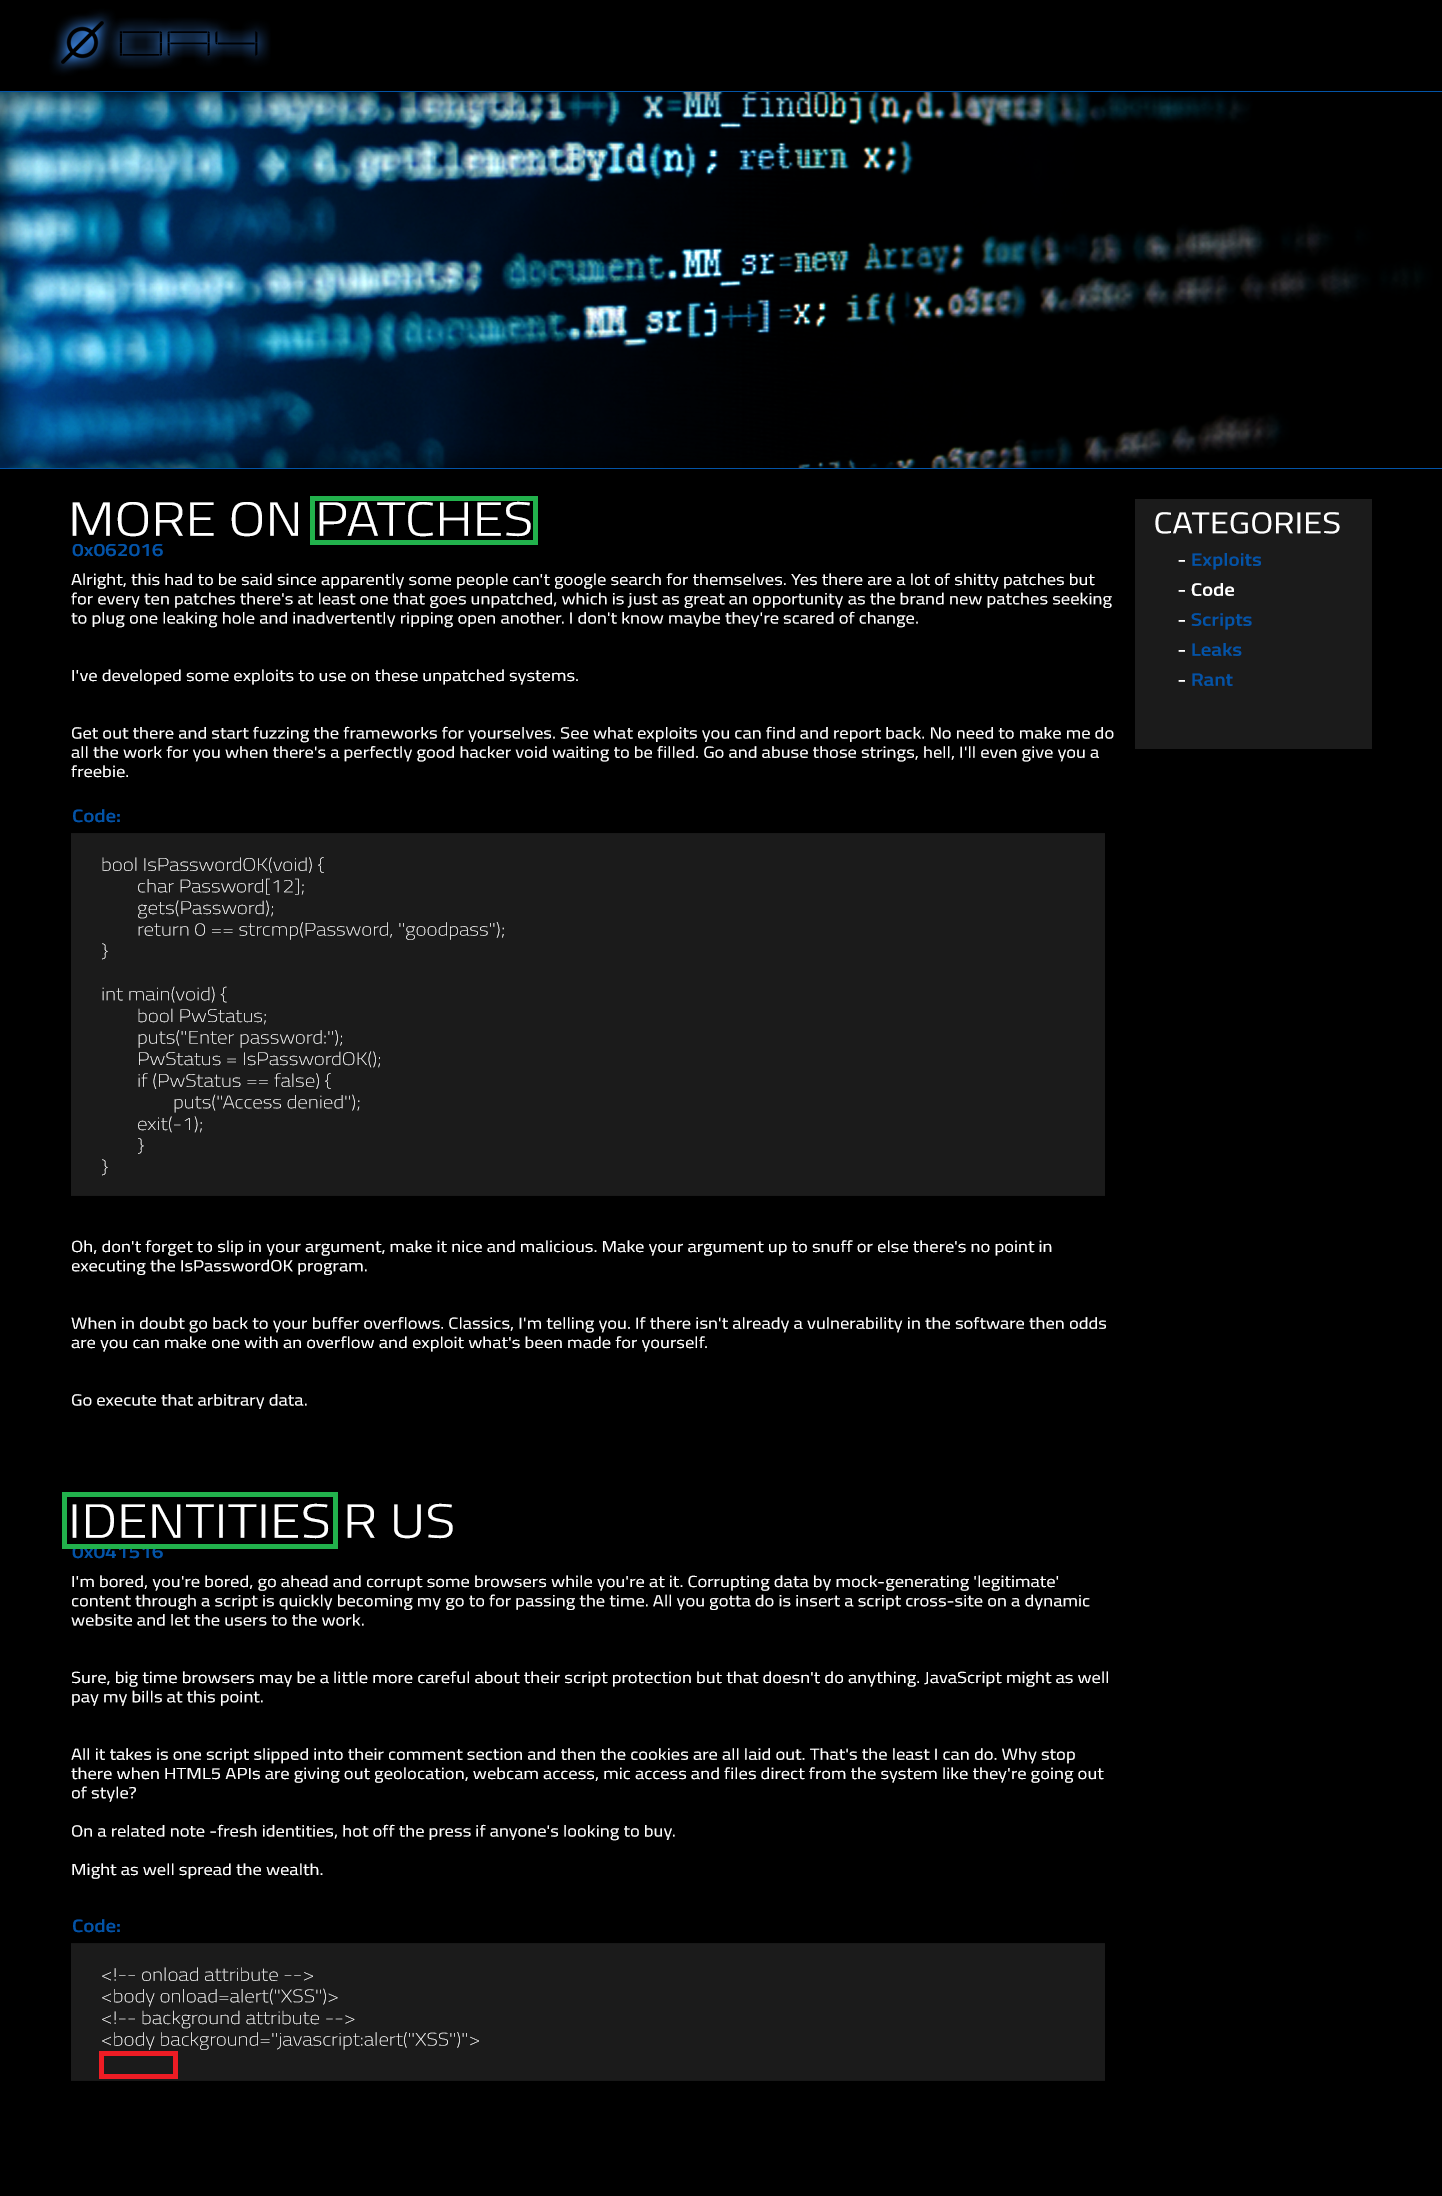 0 DAY
x=MM_findObj(n,d.layers[i].document);
d.getElementById(n); return x;}
document.MM_sr=new Array; for(i
document.MM_sr[j++]=x; if(!x.oSrc)
x.oSrc;i++)
MORE ON PATCHES
0x062016
Alright, this had to be said since apparently some people can't google search for themselves. Yes there are a lot of shitty patches but
for every ten patches there's at least one that goes unpatched, which is just as great an opportunity as the brand new patches seeking
to plug one leaking hole and inadvertently ripping open another. I don't know maybe they're scared of change.
I've developed some exploits to use on these unpatched systems.
Get out there and start fuzzing the frameworks for yourselves. See what exploits you can find and report back. No need to make me do
all the work for you when there's a perfectly good hacker void waiting to be filled. Go and abuse those strings, hell, I'll even give you a
freebie.
Code:
bool IsPasswordOK(void) {
char Password[12];
gets(Password);
return 0 == strcmp(Password, "goodpass");
}
int main(void) {
bool PwStatus;
puts("Enter password:");
PwStatus = IsPasswordOK();
if (PwStatus == false) {
puts("Access denied");
exit(-1);
}
}
Oh, don't forget to slip in your argument, make it nice and malicious. Make your argument up to snuff or else there's no point in
executing the IsPasswordOK program.
When in doubt go back to your buffer overflows. Classics, I'm telling you. If there isn't already a vulnerability in the software then odds
are you can make one with an overflow and exploit what's been made for yourself.
Go execute that arbitrary data.
IDENTITIES R US
0x041516
I'm bored, you're bored, go ahead and corrupt some browsers while you're at it. Corrupting data by mock-generating 'legitimate'
content through a script is quickly becoming my go to for passing the time. All you gotta do is insert a script cross-site on a dynamic
website and let the users to the work.
Sure, big time browsers may be a little more careful about their script protection but that doesn't do anything. JavaScript might as well
pay my bills at this point.
All it takes is one script slipped into their comment section and then the cookies are all laid out. That's the least I can do. Why stop
there when HTML5 APIs are giving out geolocation, webcam access, mic access and files direct from the system like they're going out
of style?
On a related note -fresh identities, hot off the press if anyone's looking to buy.
Might as well spread the wealth.
Code:
<!-- onload attribute -->
<body onload=alert("XSS")>
<!-- background attribute -->
<body background="javascript:alert("XSS")">
CATEGORIES
- Exploits
- Code
- Scripts
- Leaks
- Rant